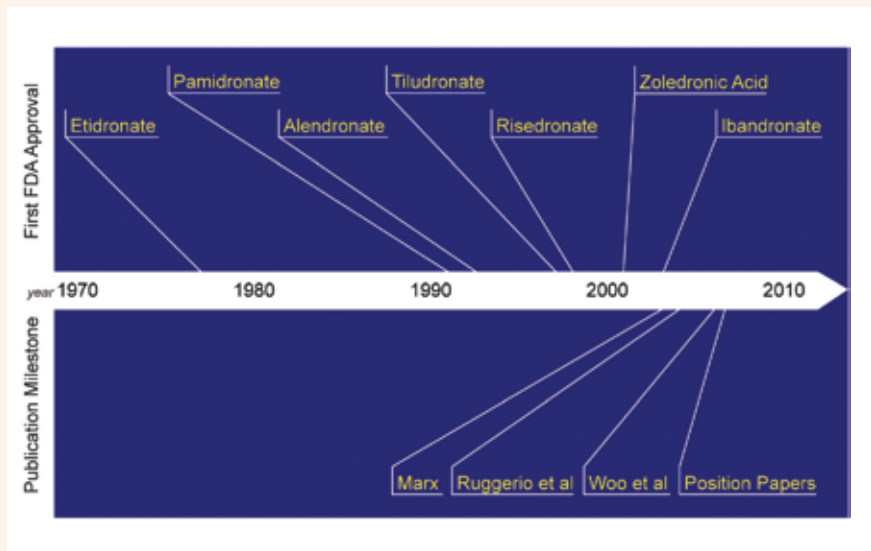 First FDA Approval
Pamidronate
Tiludronate
Zoledronic Acid
Etidronate
Alendronate
Risedronate
Ibandronate
year 1970 1980 1990 2000 2010
Publication Milestone
Marx
Ruggerio et al
Woo et al
Position Papers